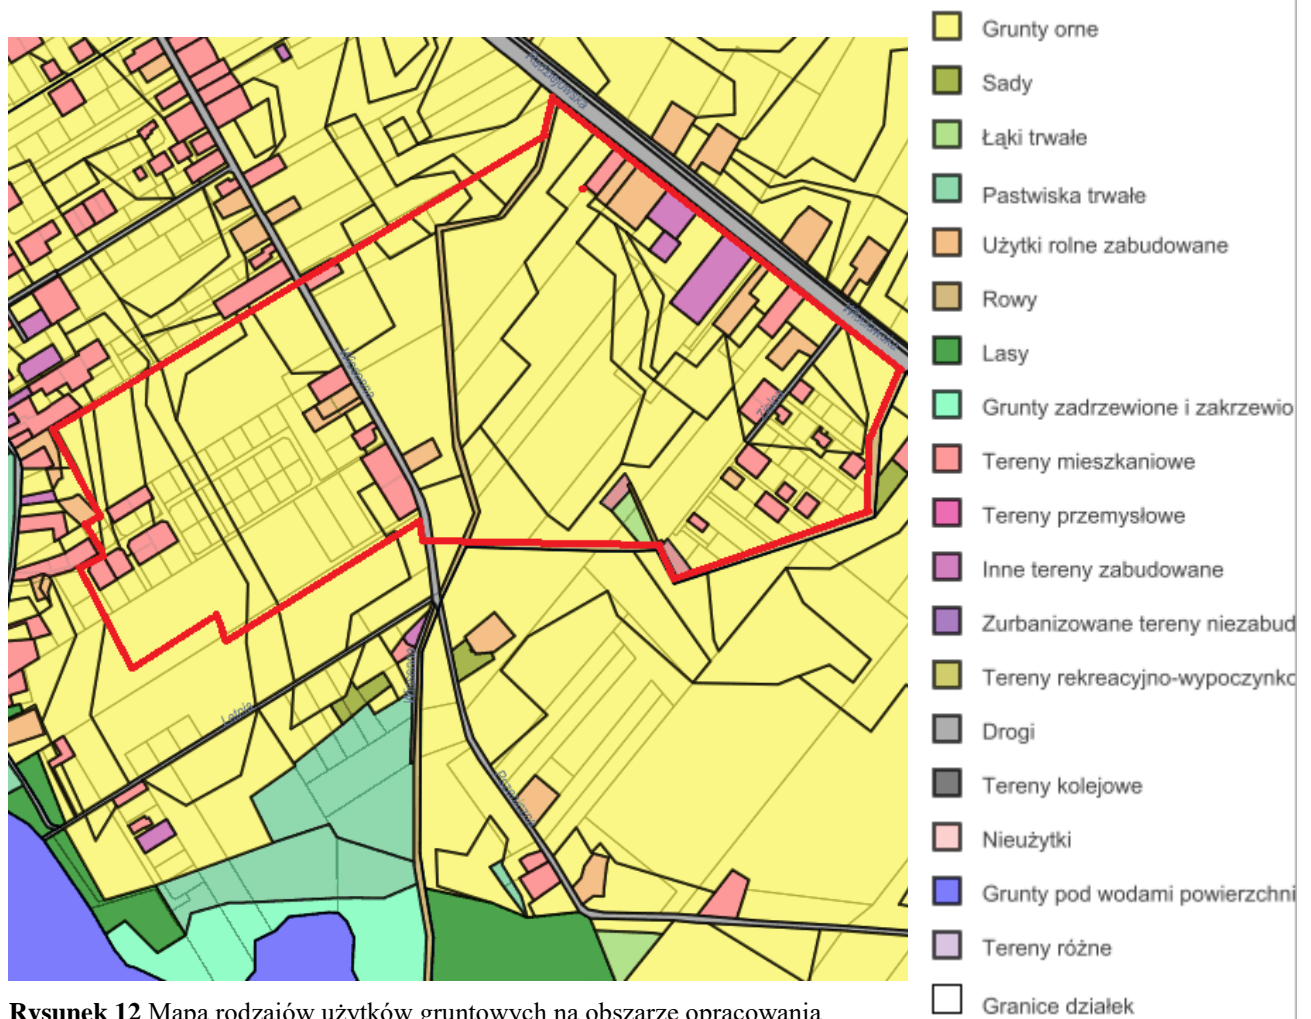 Grunty orne
Sady
Łąki trwałe
Pastwiska trwałe
Użytki rolne zabudowane
Rowy
Lasy
Grunty zadrzewione i zakrzewio
Tereny mieszkaniowe
Tereny przemysłowe
Inne tereny zabudowane
Zurbanizowane tereny niezabud
Tereny rekreacyjno-wypoczynko
Drogi
Tereny kolejowe
Nieużytki
Grunty pod wodami powierzchni
Tereny różne
Granice działek
Letnia
Rysunek 12 Mapa rodzajów użytków gruntowych na obszarze opracowania